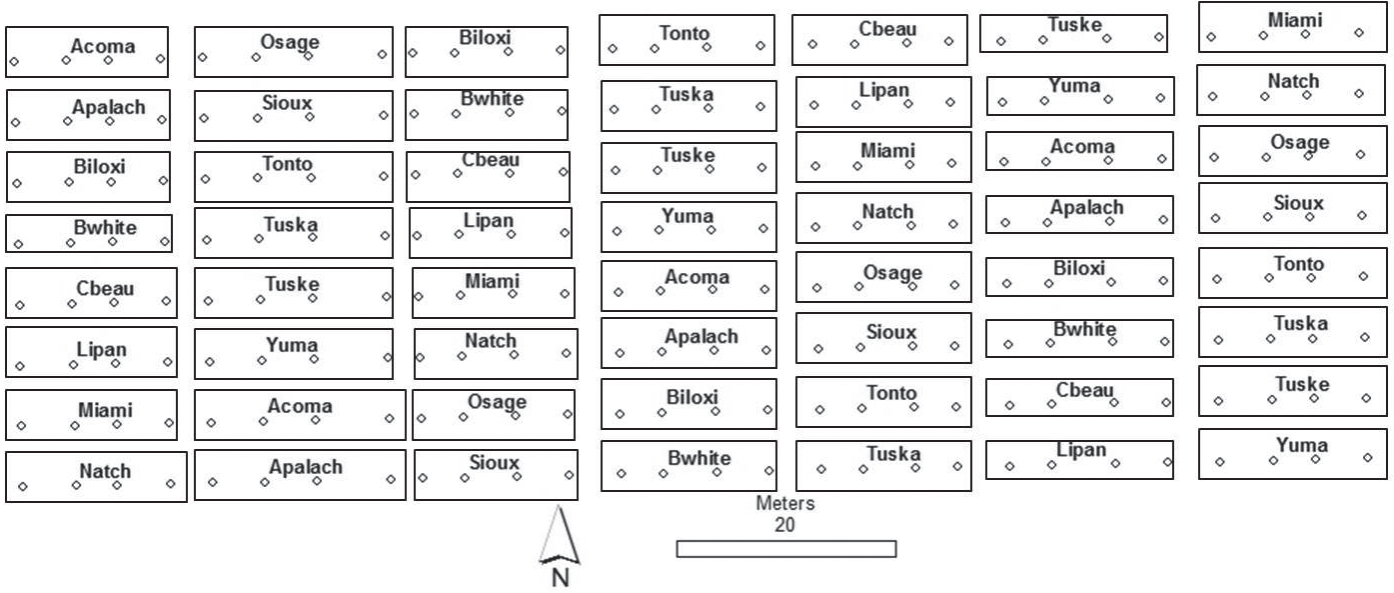 Acoma
Apalach
Biloxi
Bwhite
Cbeau
Lipan
Miami
Natch
Osage
Sioux
Tonto
Tuska
Tuske
Yuma
Acoma
Apalach
Biloxi
Bwhite
Cbeau
Lipan
Miami
Natch
Osage
Sioux
Tonto
Tuska
Tuske
Yuma
Acoma
Apalach
Biloxi
Bwhite
Cbeau
Lipan
Miami
Natch
Osage
Sioux
Tonto
Tuska
Tuske
Yuma
Acoma
Apalach
Biloxi
Bwhite
Cbeau
Lipan
Miami
Natch
Osage
Sioux
Tonto
Tuska
Tuske
Yuma
Meters
20
N